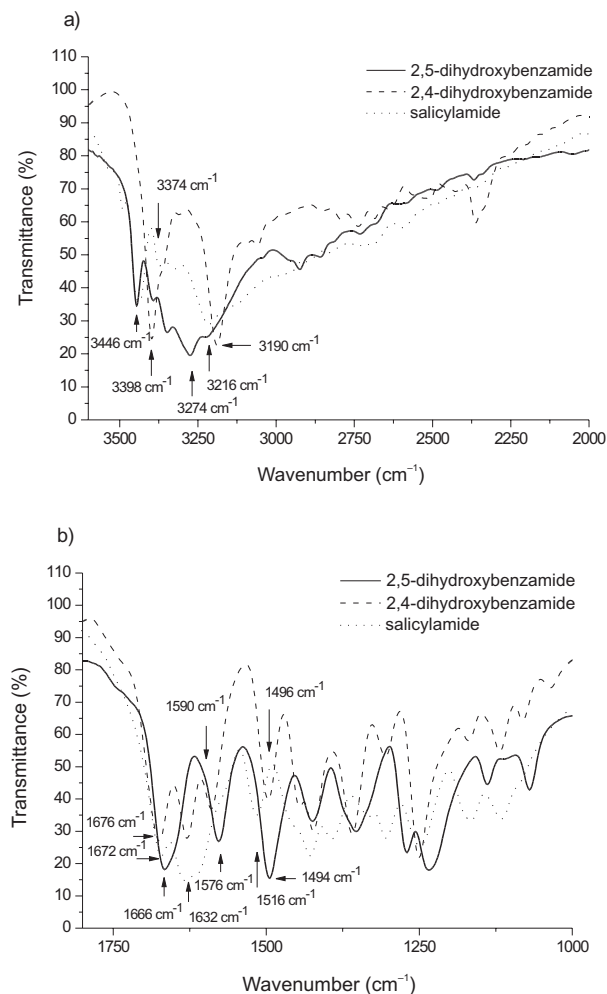 a)
2,5-dihydroxybenzamide
2,4-dihydroxybenzamide
salicylamide
110
100
90
80
70
60
50
40
30
20
10
0
Transmittance (%)
3374 cm⁻¹
3446 cm⁻¹
3398 cm⁻¹
3274 cm⁻¹
3216 cm⁻¹
3190 cm⁻¹
3500 3250 3000 2750 2500 2250 2000
Wavenumber (cm⁻¹)
b)
2,5-dihydroxybenzamide
2,4-dihydroxybenzamide
salicylamide
110
100
90
80
70
60
50
40
30
20
10
0
Transmittance (%)
1590 cm⁻¹
1496 cm⁻¹
1676 cm⁻¹
1672 cm⁻¹
1666 cm⁻¹
1632 cm⁻¹
1576 cm⁻¹
1516 cm⁻¹
1494 cm⁻¹
1750 1500 1250 1000
Wavenumber (cm⁻¹)